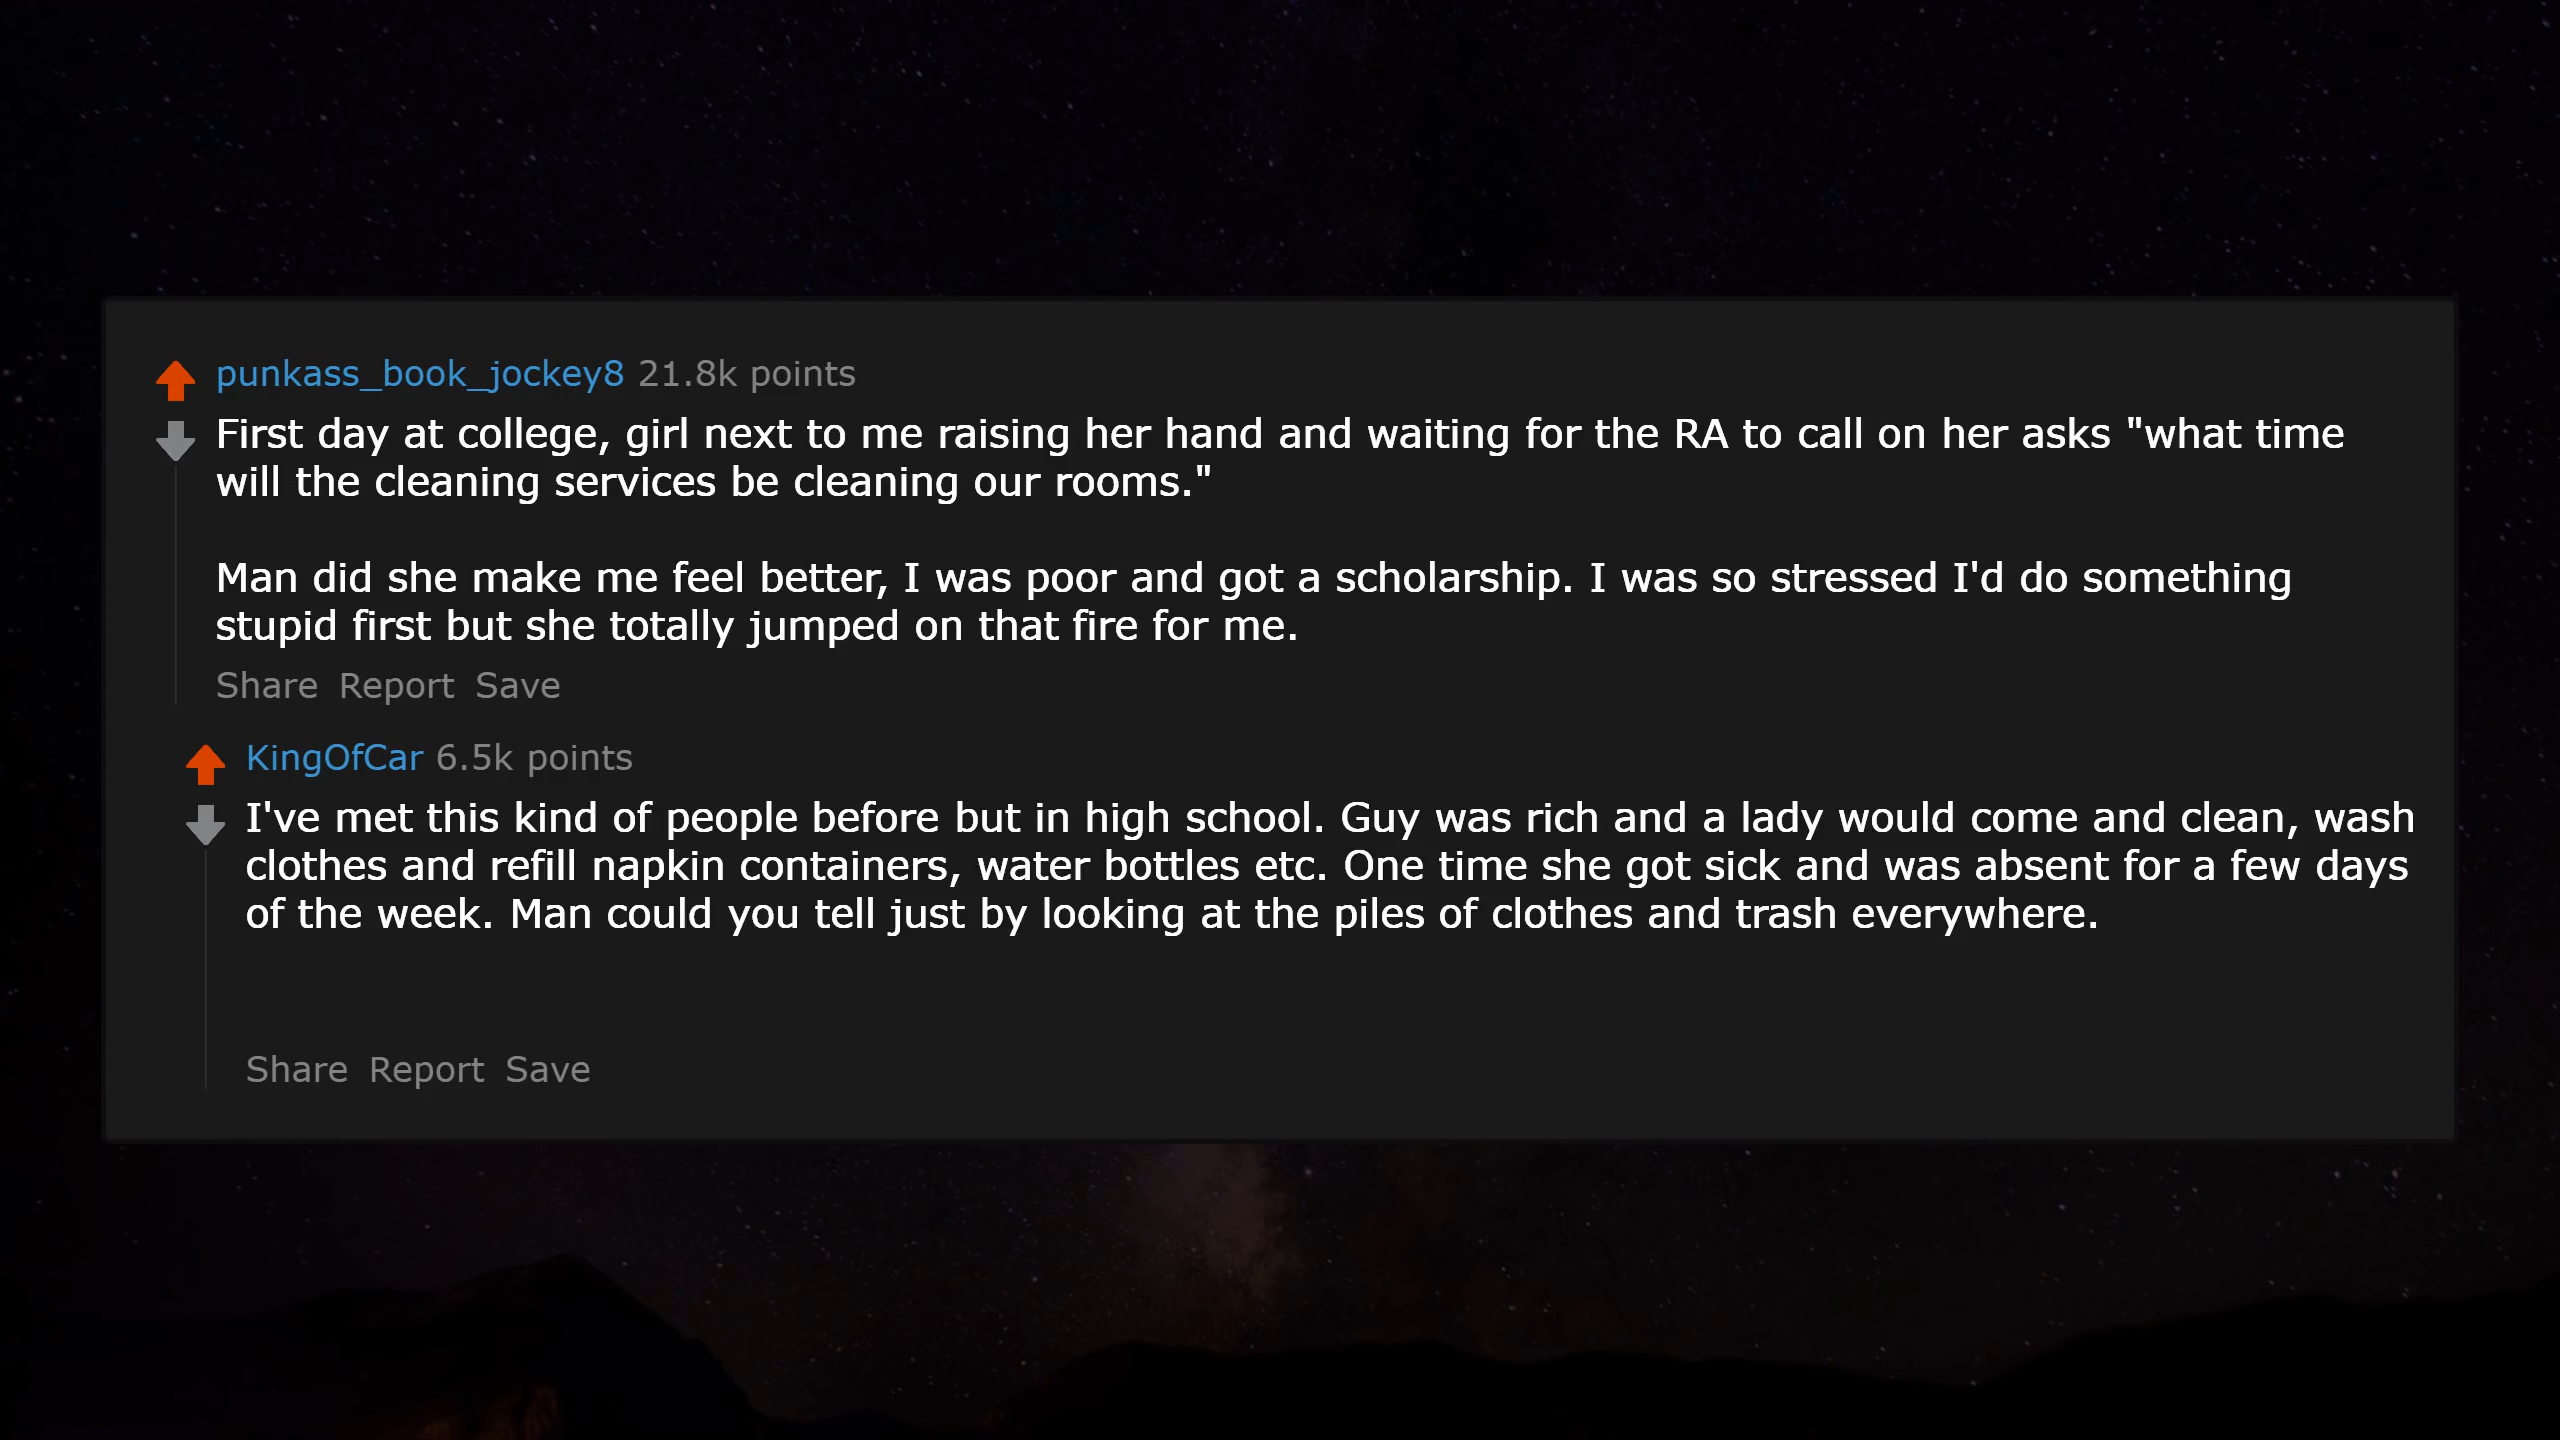 punkass_book_jockey8 21.8k points
First day at college, girl next to me raising her hand and waiting for the RA to call on her asks "what time
will the cleaning services be cleaning our rooms."
Man did she make me feel better, I was poor and got a scholarship. I was so stressed I'd do something
stupid first but she totally jumped on that fire for me.
Share Report Save
KingOfCar 6.5k points
I've met this kind of people before but in high school. Guy was rich and a lady would come and clean, wash
clothes and refill napkin containers, water bottles etc. One time she got sick and was absent for a few days
of the week. Man could you tell just by looking at the piles of clothes and trash everywhere.
Share Report Save